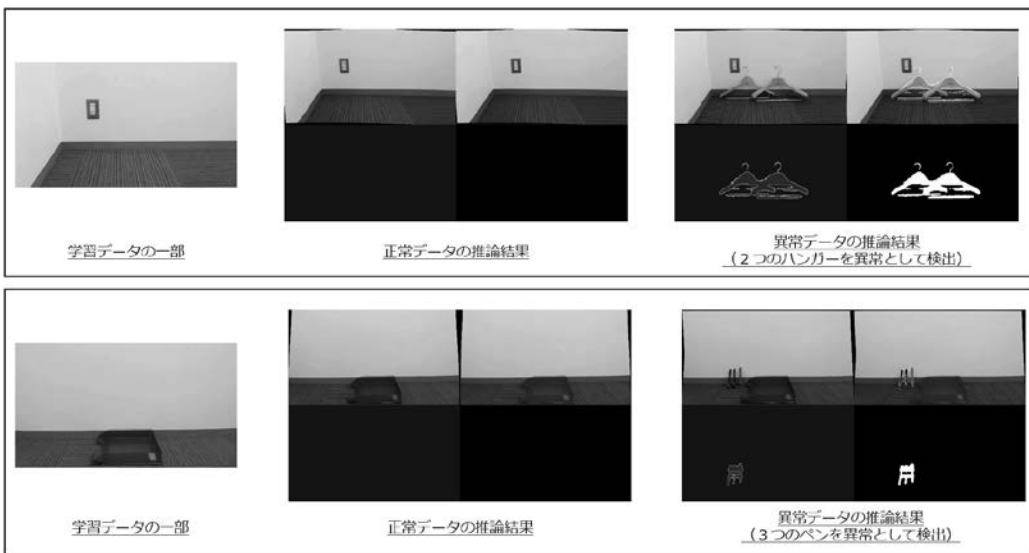 学習データの一部
正常データの推論結果
異常データの推論結果
（２つのハンガーを異常として検出）
学習データの一部
正常データの推論結果
異常データの推論結果
（３つのペンを異常として検出）